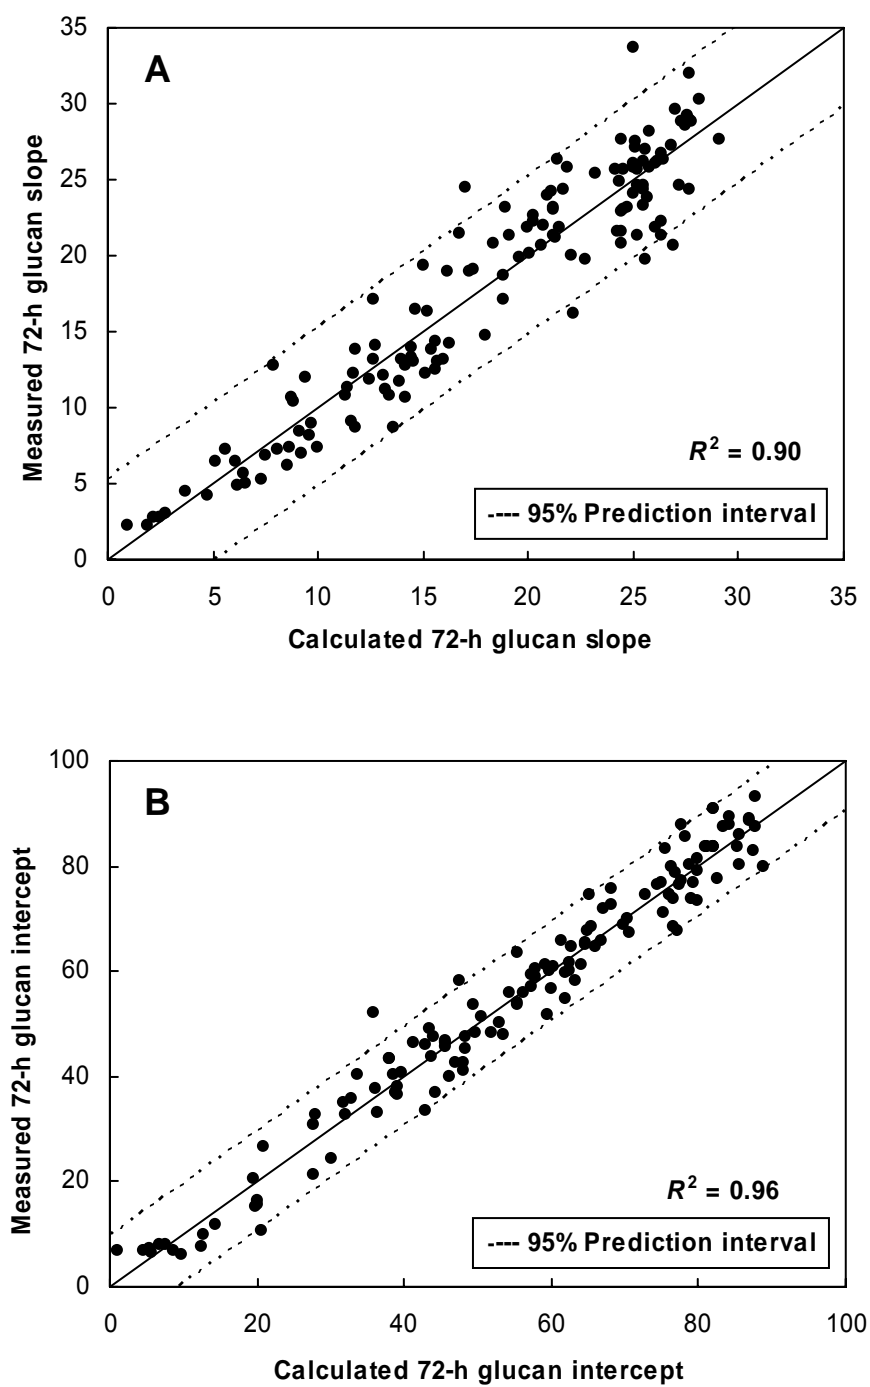 A
35
30
25
20
15
10
5
0
Measured 72-h glucan slope
R² = 0.90
---- 95% Prediction interval
0 5 10 15 20 25 30 35
Calculated 72-h glucan slope
B
100
80
60
40
20
0
Measured 72-h glucan intercept
R² = 0.96
---- 95% Prediction interval
0 20 40 60 80 100
Calculated 72-h glucan intercept